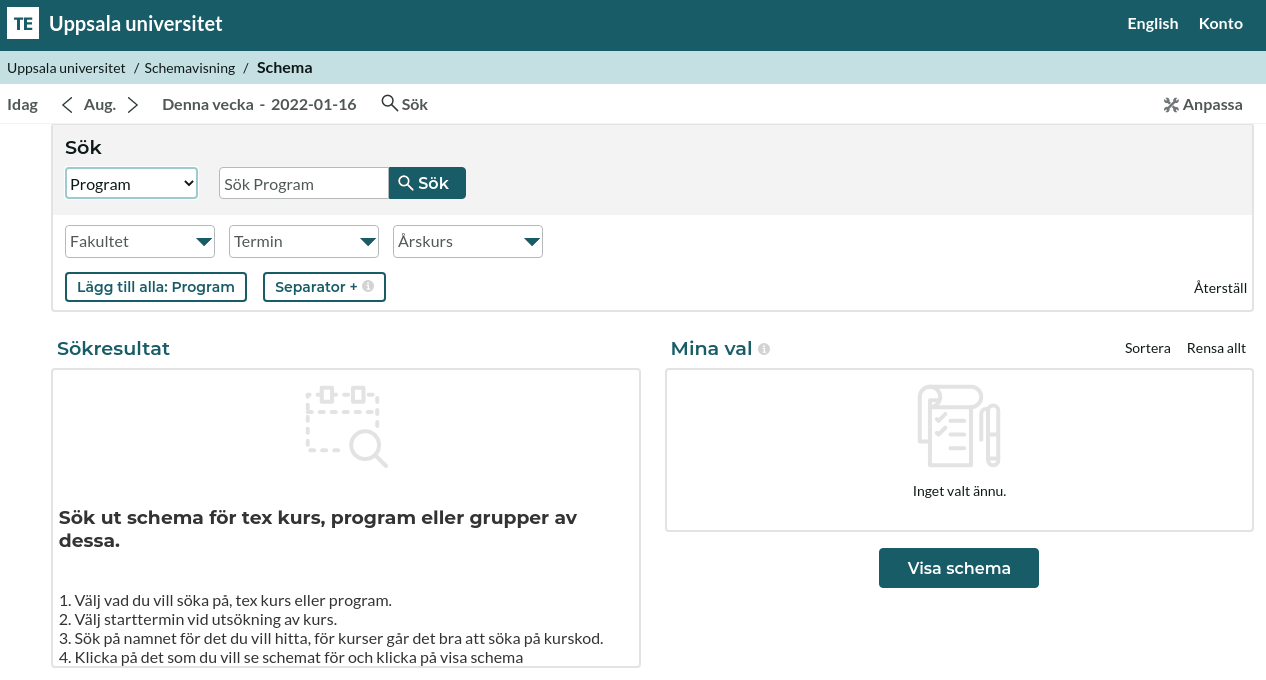 TE Uppsala universitet English Konto
Uppsala universitet / Schemavisning / Schema
Idag Aug. Denna vecka - 2022-01-16 Sök Anpassa
Sök
Program Sök Program Sök
Fakultet Termin Årskurs
Lägg till alla: Program Separator + Återställ
Sökresultat Mina val Sortera Rensa allt
Inget valt ännu.
Sök ut schema för tex kurs, program eller grupper av
dessa.
Visa schema
1. Välj vad du vill söka på, tex kurs eller program.
2. Välj starttermin vid utsökning av kurs.
3. Sök på namnet för det du vill hitta, för kurser går det bra att söka på kurskod.
4. Klicka på det som du vill se schemat för och klicka på visa schema